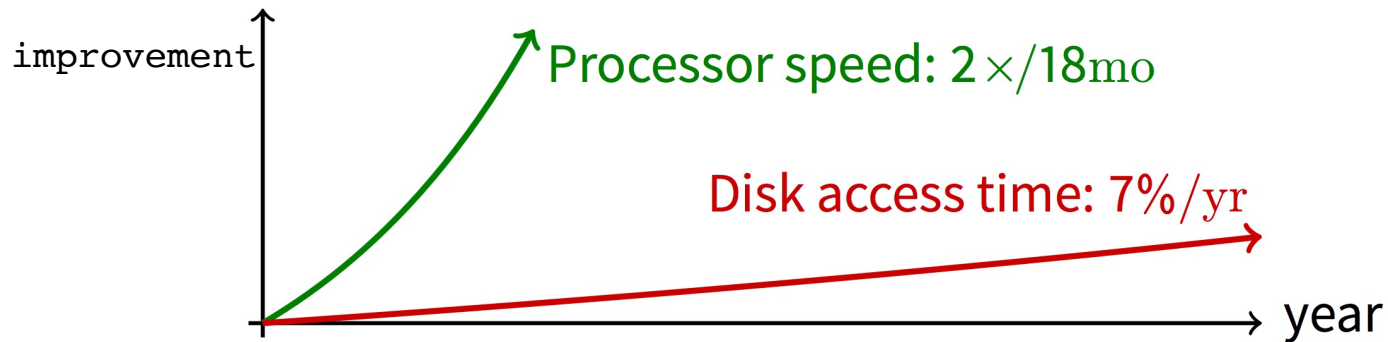 improvement
Processor speed: 2×/18mo
Disk access time: 7%/yr
year